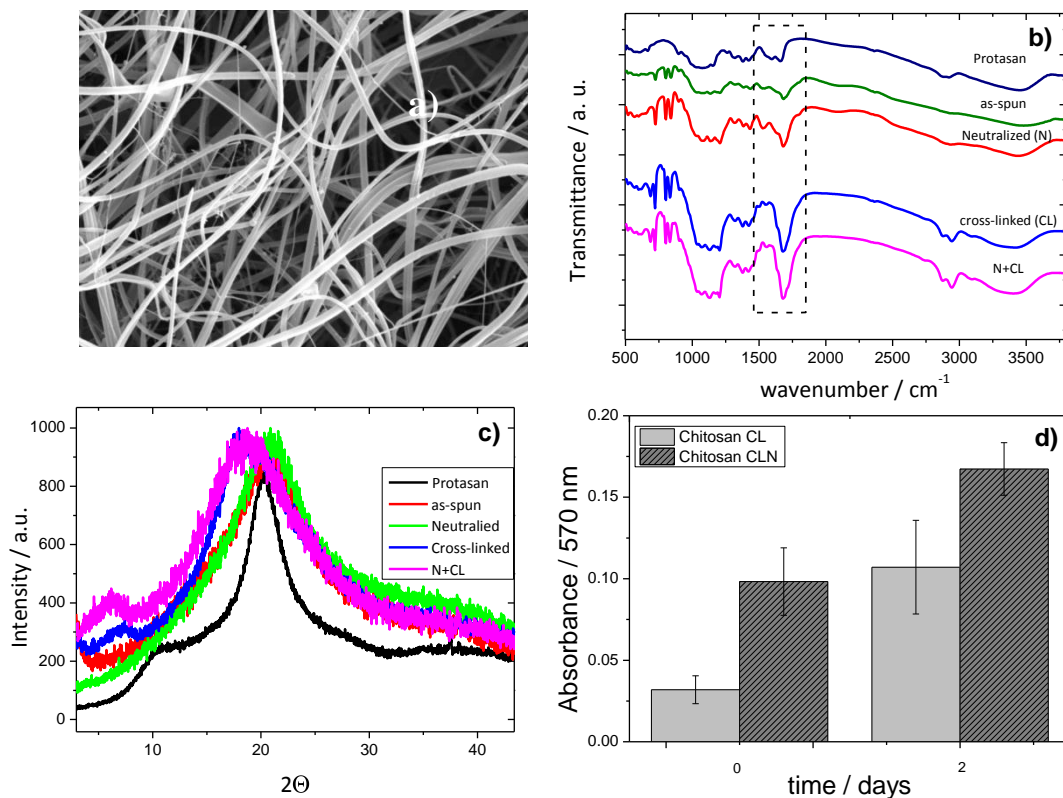 a)
b)
Protasan
as-spun
Neutralized (N)
cross-linked (CL)
N+CL
Transmittance / a. u.
500 1000 1500 2000 2500 3000 3500
wavenumber / cm⁻¹
c)
Protasan
as-spun
Neutralied
Cross-linked
N+CL
Intensity / a.u.
1000
800
600
400
200
0
10 20 30 40
2Θ
d)
Chitosan CL
Chitosan CLN
Absorbance / 570 nm
0.20
0.15
0.10
0.05
0.00
0 2
time / days